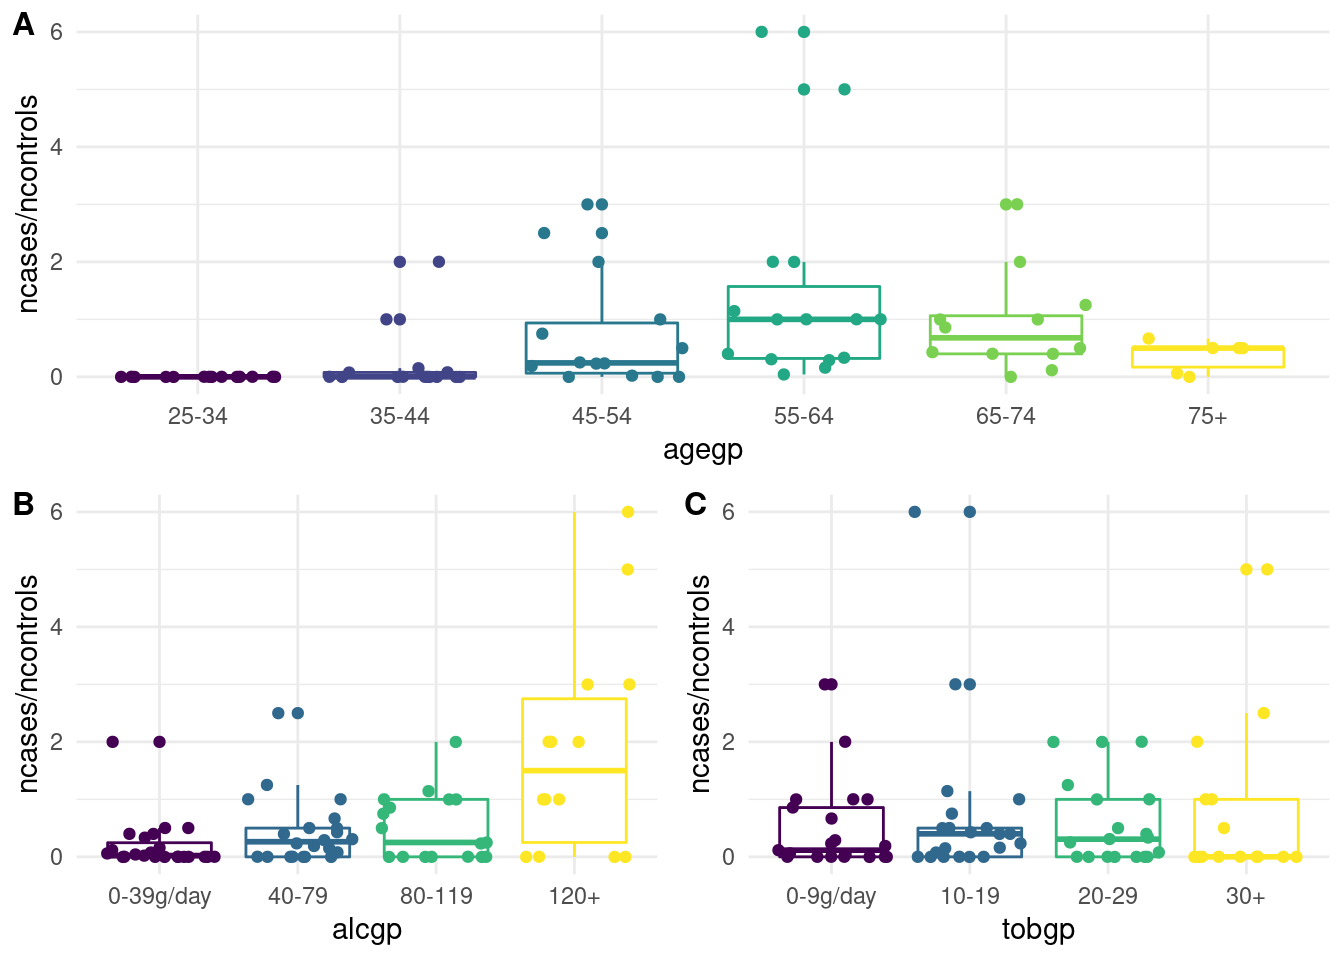 A
ncases/ncontrols
6
4
2
0
25-34 35-44 45-54 55-64 65-74 75+
agegp
B
ncases/ncontrols
6
4
2
0
0-39g/day 40-79 80-119 120+
alcgp
C
ncases/ncontrols
6
4
2
0
0-9g/day 10-19 20-29 30+
tobgp